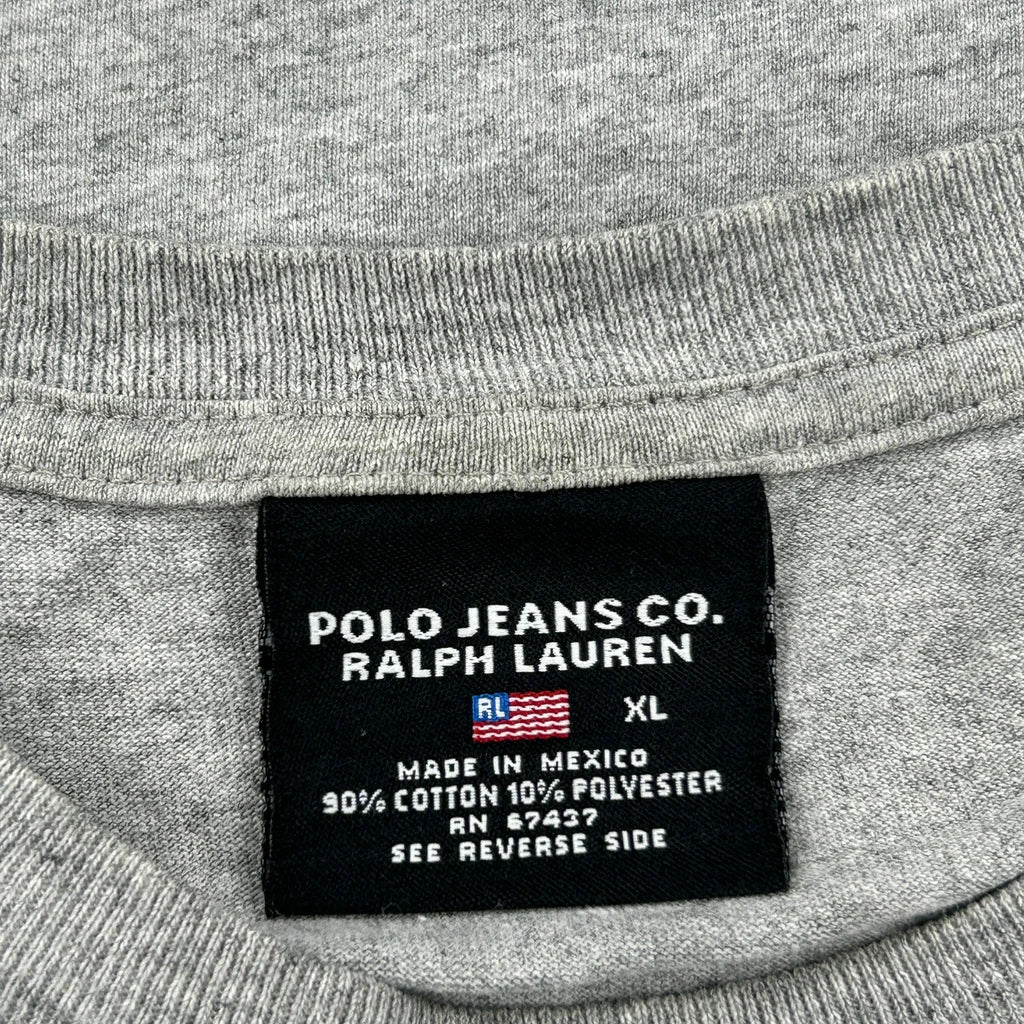 POLO JEANS CO.
RALPH LAUREN
RL XL
MADE IN MEXICO
90% COTTON 10% POLYESTER
RN 67437
SEE REVERSE SIDE